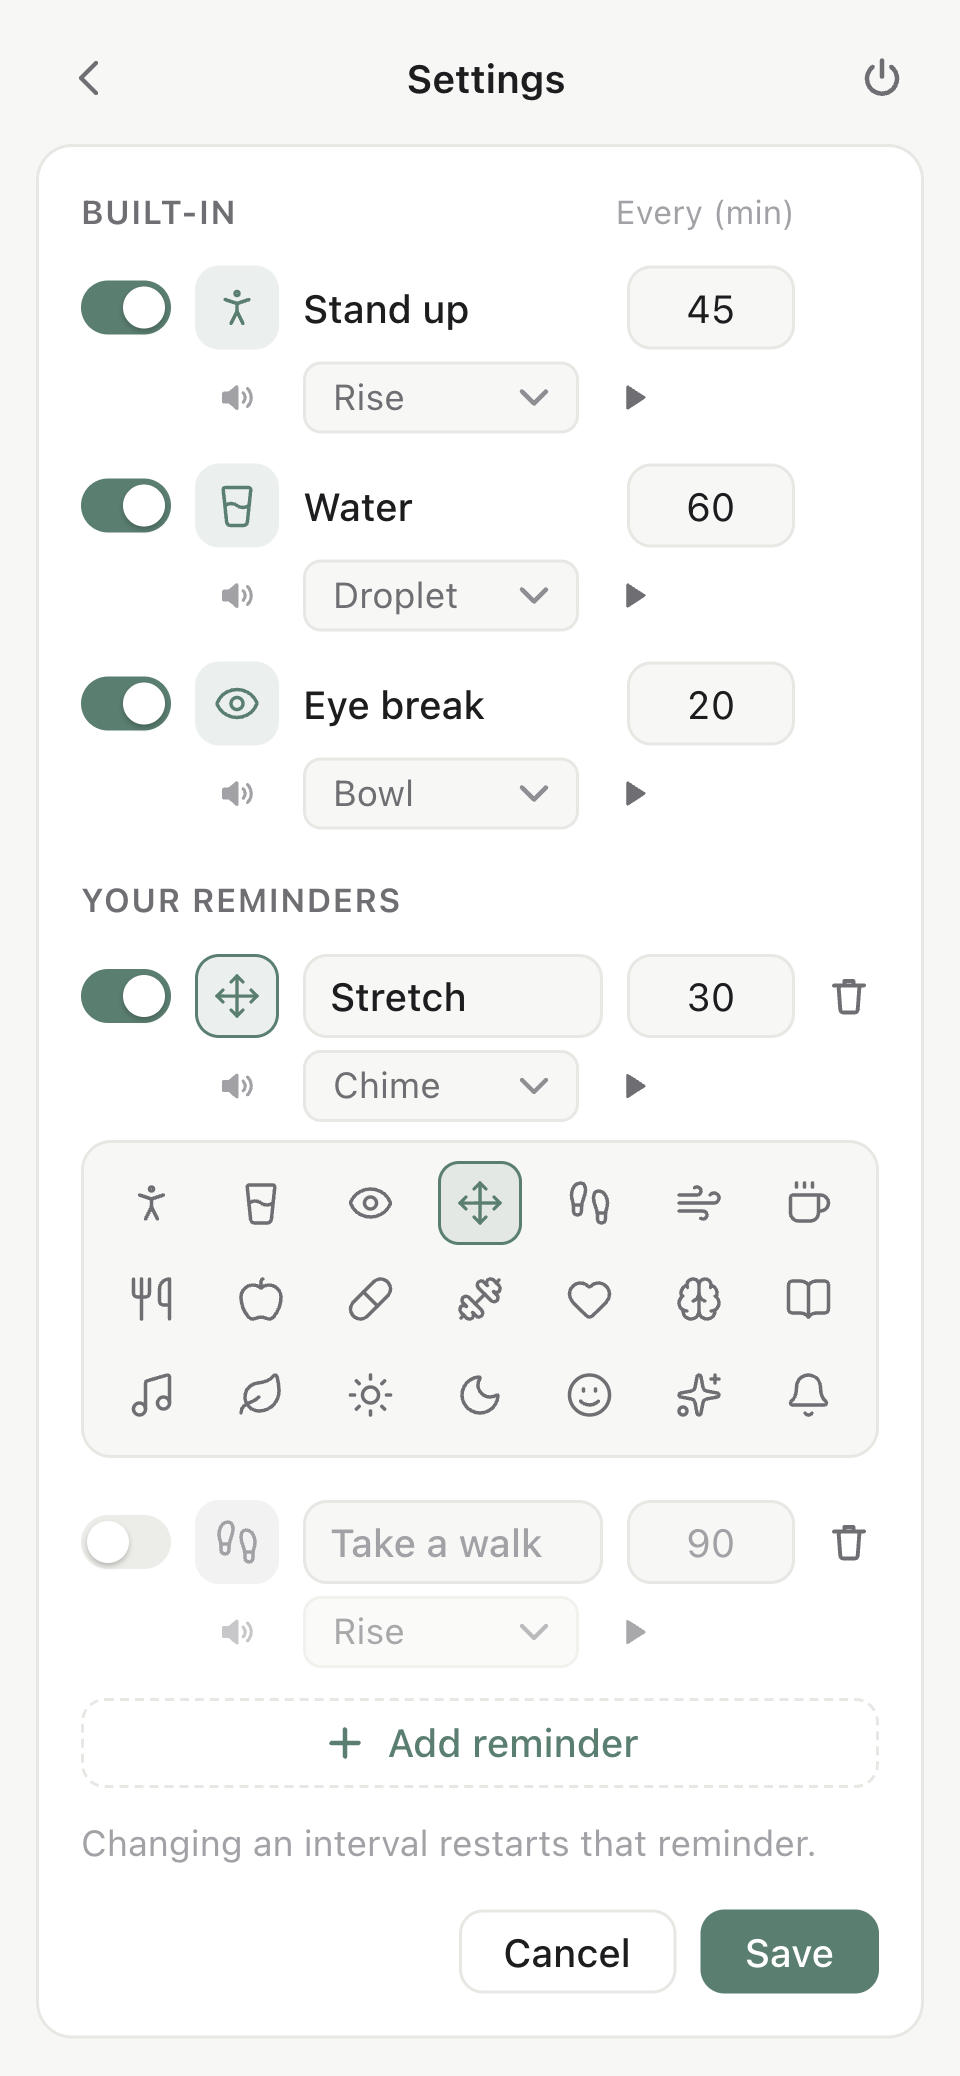 Settings
BUILT-IN Every (min)
Stand up 45
Rise
Water 60
Droplet
Eye break 20
Bowl
YOUR REMINDERS
Stretch 30
Chime
Take a walk 90
Rise
+ Add reminder
Changing an interval restarts that reminder.
Cancel Save